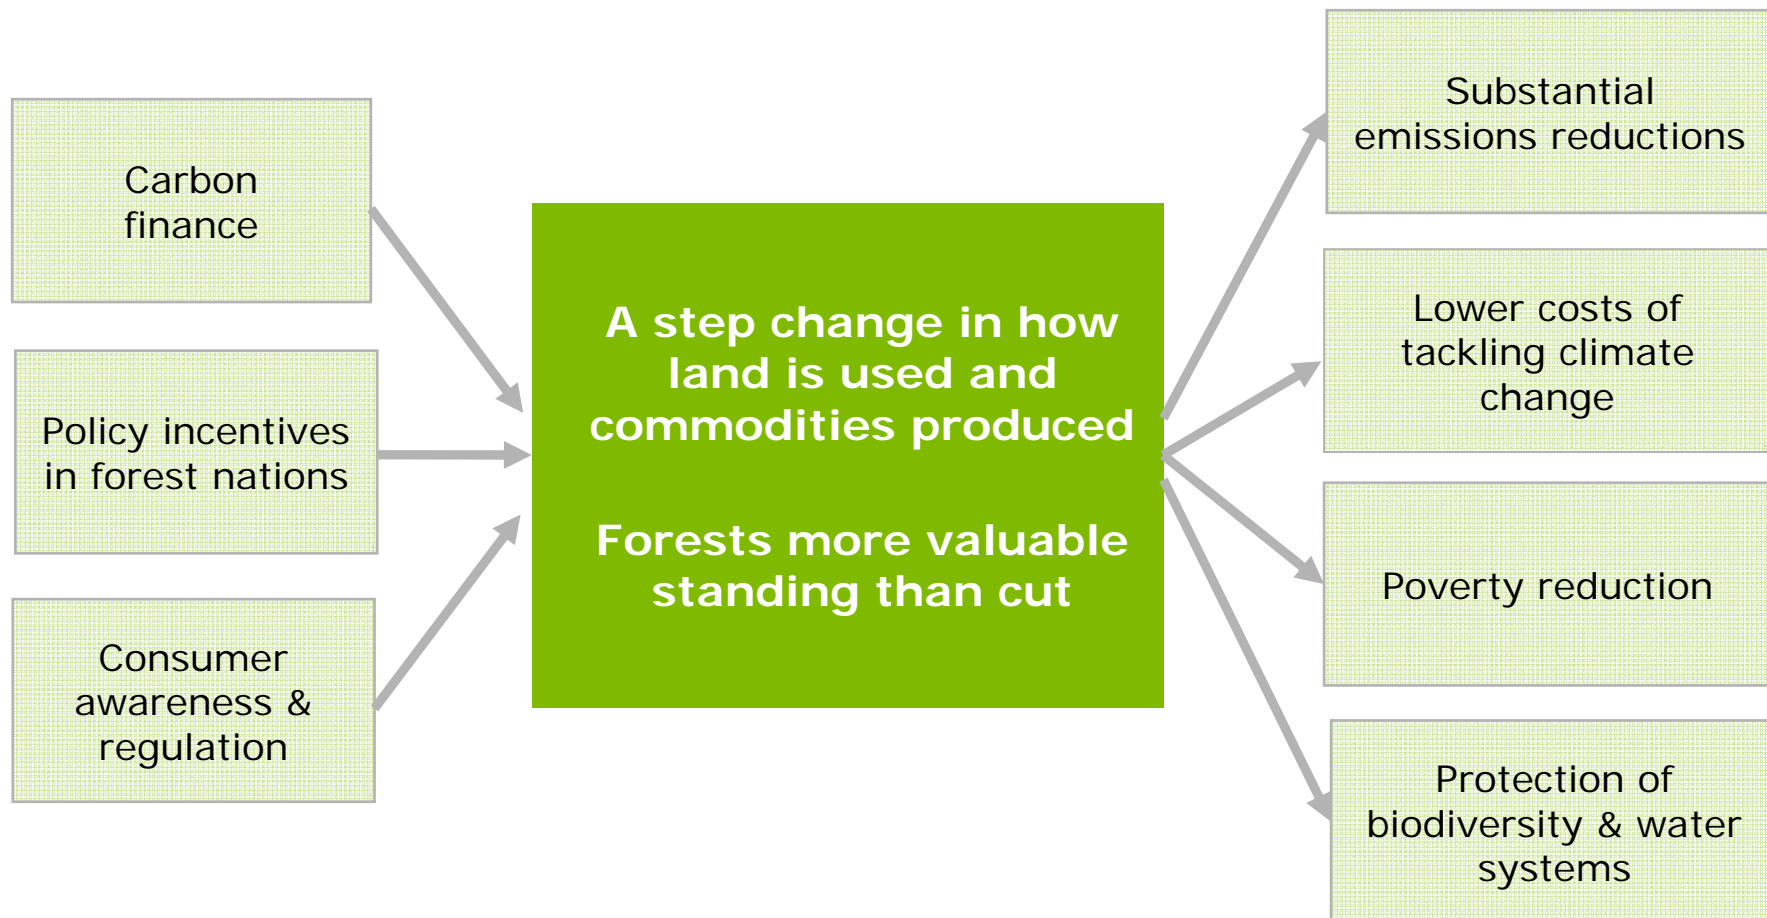 Carbon
finance
Policy incentives
in forest nations
Consumer
awareness &
regulation
A step change in how
land is used and
commodities produced
Forests more valuable
standing than cut
Substantial
emissions reductions
Lower costs of
tackling climate
change
Poverty reduction
Protection of
biodiversity & water
systems